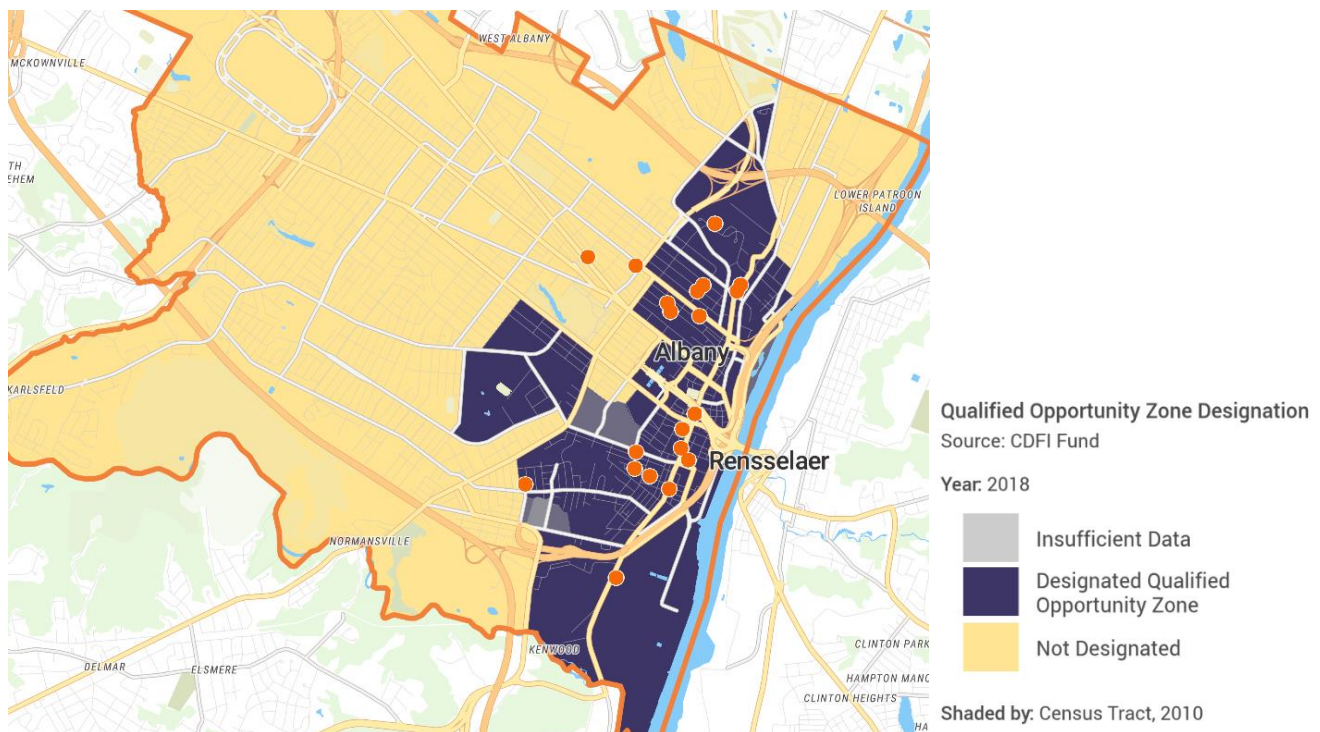 WEST ALBANY
MCKOWNVILLE
TH
EHEM
LOWER PATROON
ISLAND
Albany
KARLSFELD
Rensselaer
NORMANSVILLE
KENWOOD
DELMAR
ELSMERE
CLINTON PARK
HAMPTON MANO
CLINTON HEIGHTS
HA
Qualified Opportunity Zone Designation
Source: CDFI Fund
Year: 2018
Insufficient Data
Designated Qualified
Opportunity Zone
Not Designated
Shaded by: Census Tract, 2010